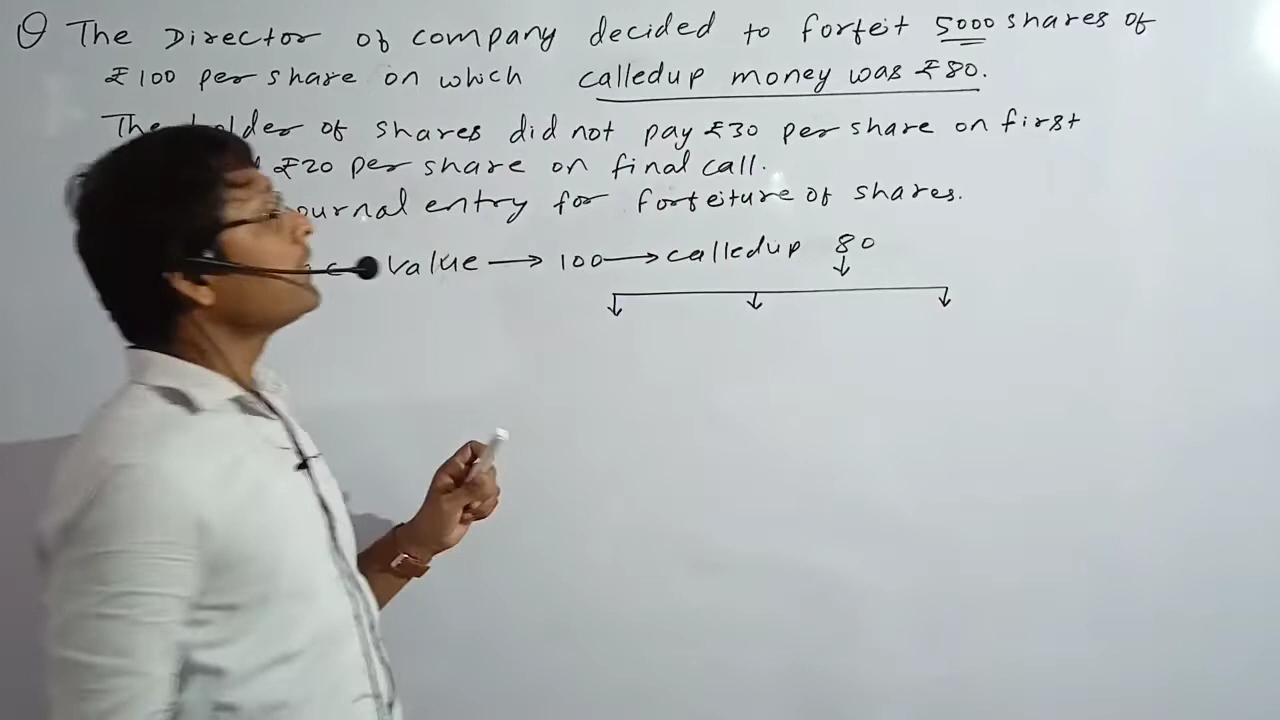 Q The Director of company decided to forfeit 5000 shares of
₹100 per share on which calledup money was ₹80.
The holder of shares did not pay ₹30 per share on first
₹20 per share on final call.
ournal entry for forfeiture of shares.
value → 100 → calledup 80